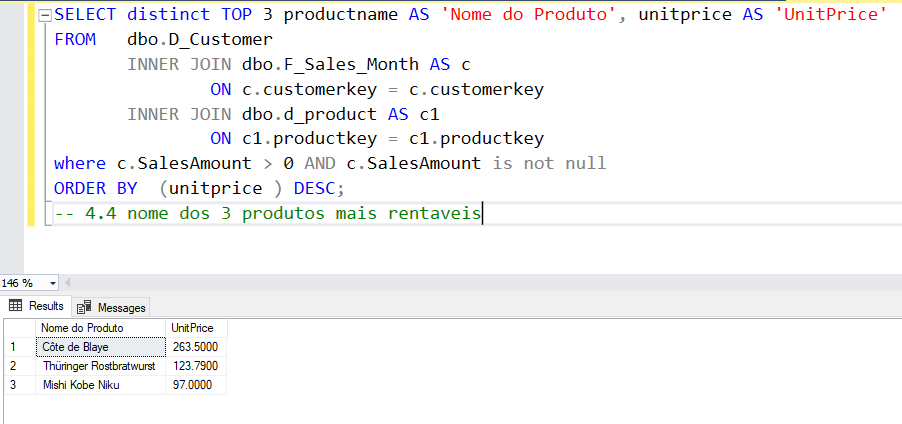 SELECT distinct TOP 3 productname AS 'Nome do Produto', unitprice AS 'UnitPrice'
FROM dbo.D_Customer
INNER JOIN dbo.F_Sales_Month AS c
ON c.customerkey = c.customerkey
INNER JOIN dbo.d_product AS c1
ON c1.productkey = c1.productkey
where c.SalesAmount > 0 AND c.SalesAmount is not null
ORDER BY (unitprice ) DESC;
-- 4.4 nome dos 3 produtos mais rentaveis
146 %
Results Messages
Nome do Produto UnitPrice
1 Côte de Blaye 263.5000
2 Thüringer Rostbratwurst 123.7900
3 Mishi Kobe Niku 97.0000